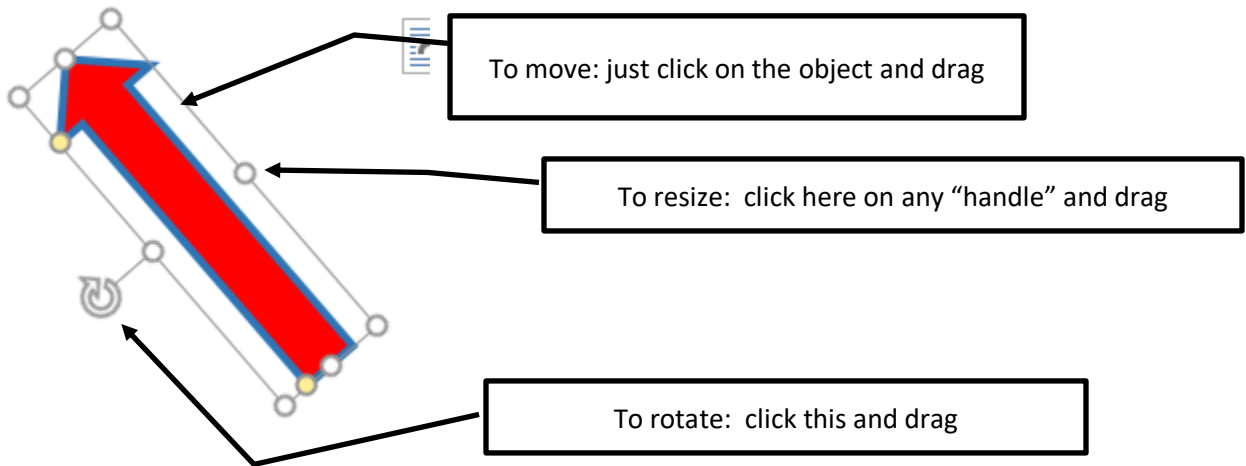 To move: just click on the object and drag
To resize:  click here on any “handle” and drag
To rotate:  click this and drag